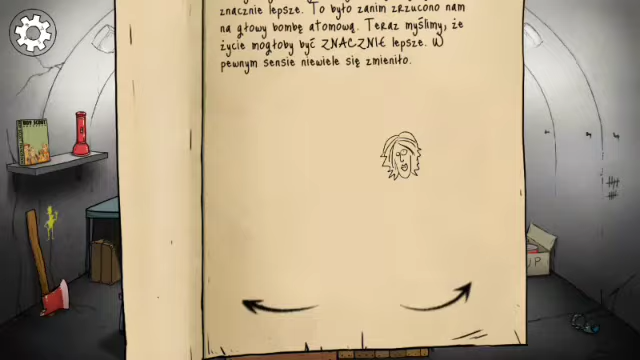 znacznie lepsze. To było zanim zrzucono nam
na głowy bombę atomową. Teraz myślimy, że
życie mogłoby być ZNACZNIE lepsze. W
pewnym sensie niewiele się zmieniło.
UP